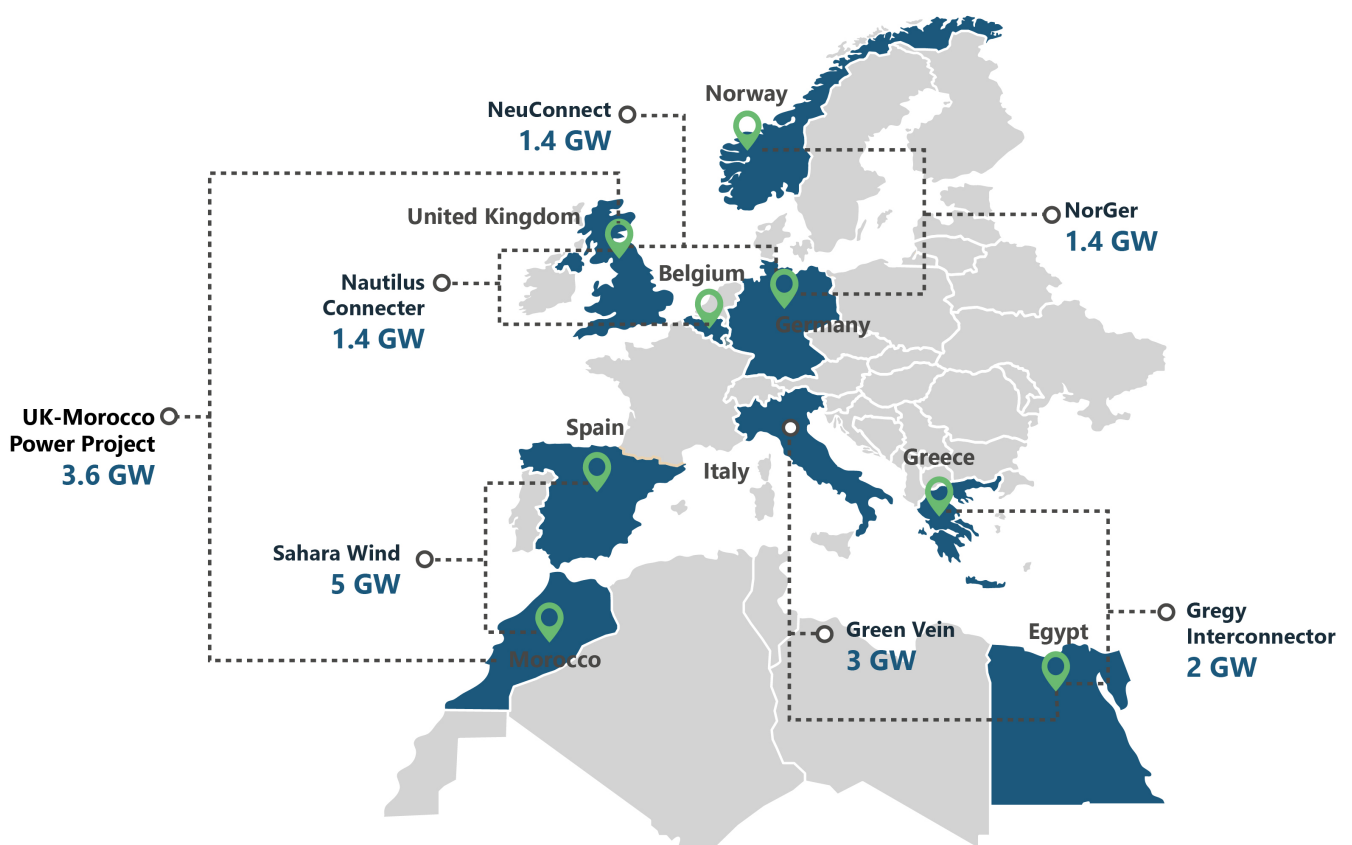 Norway
NeuConnect
1.4 GW
United Kingdom
NorGer
1.4 GW
Belgium
Nautilus
Connecter
1.4 GW
Germany
UK-Morocco
Power Project
3.6 GW
Spain
Italy
Greece
Sahara Wind
5 GW
Green Vein
3 GW
Egypt
Gregy
Interconnector
2 GW
Morocco